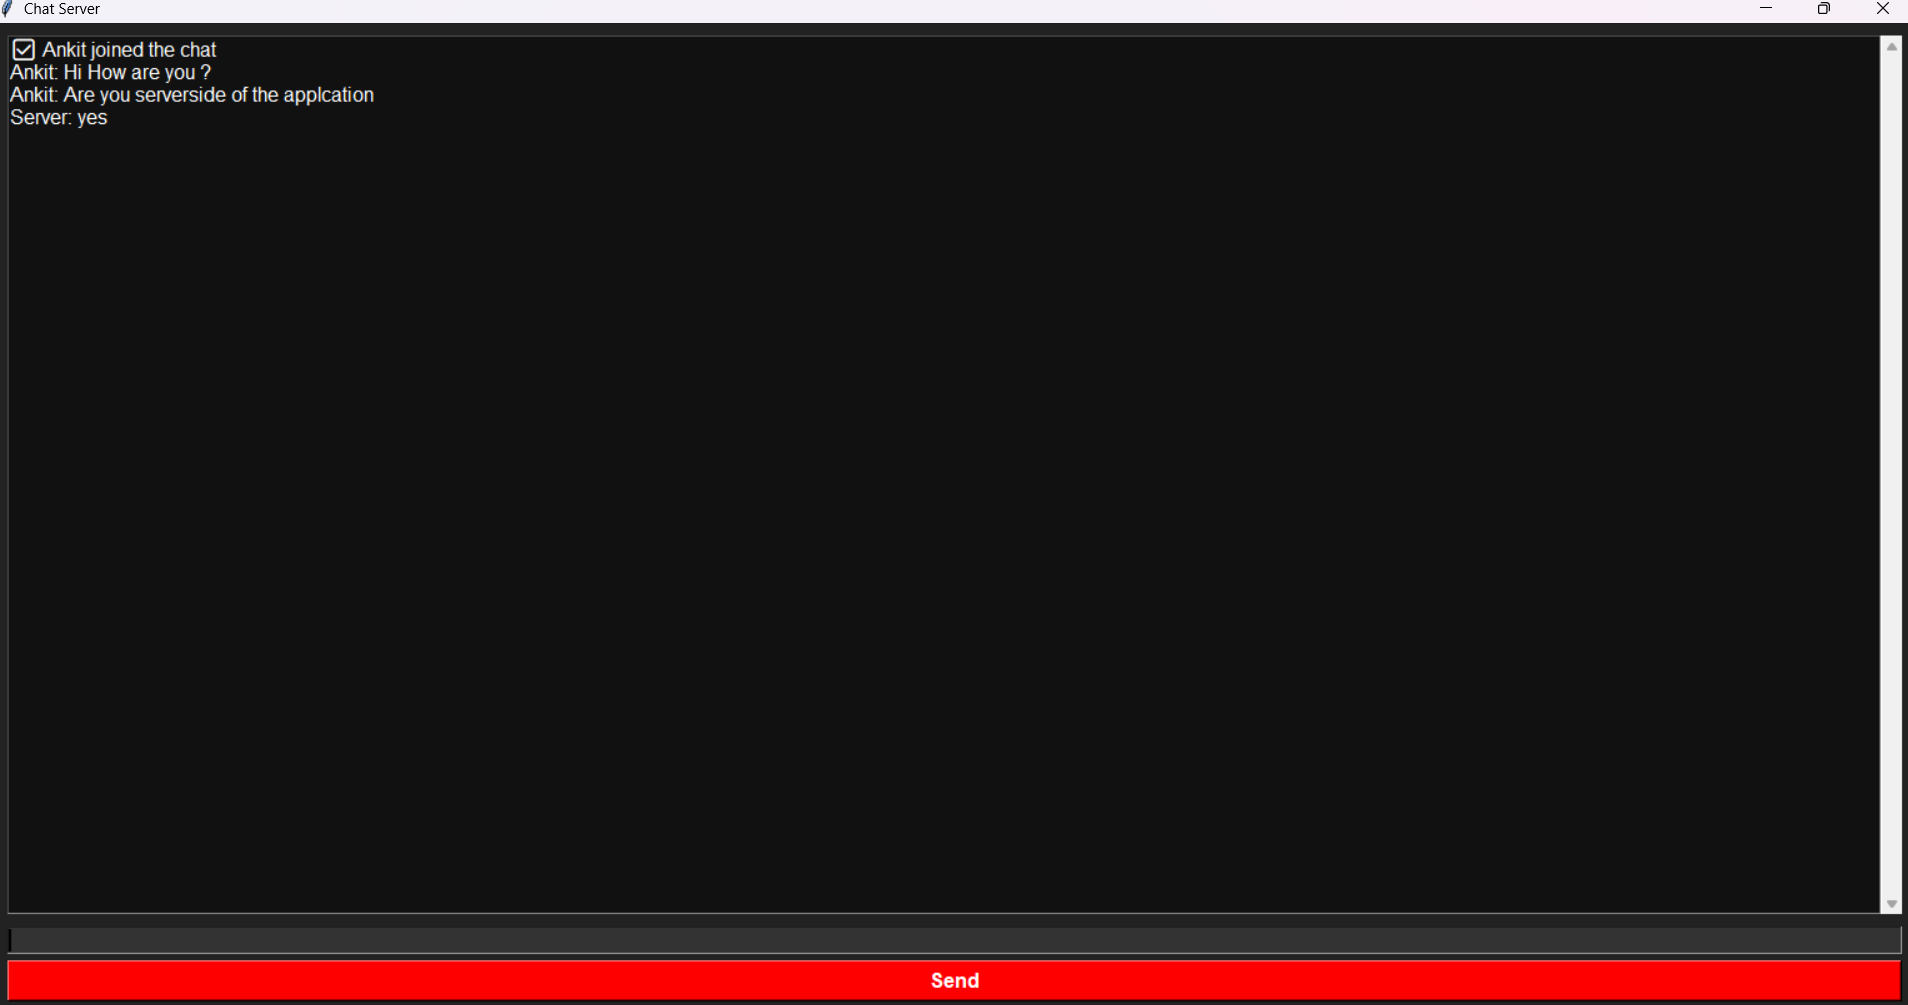 Chat Server
☑ Ankit joined the chat
Ankit: Hi How are you ?
Ankit: Are you serverside of the applcation
Server: yes
Send